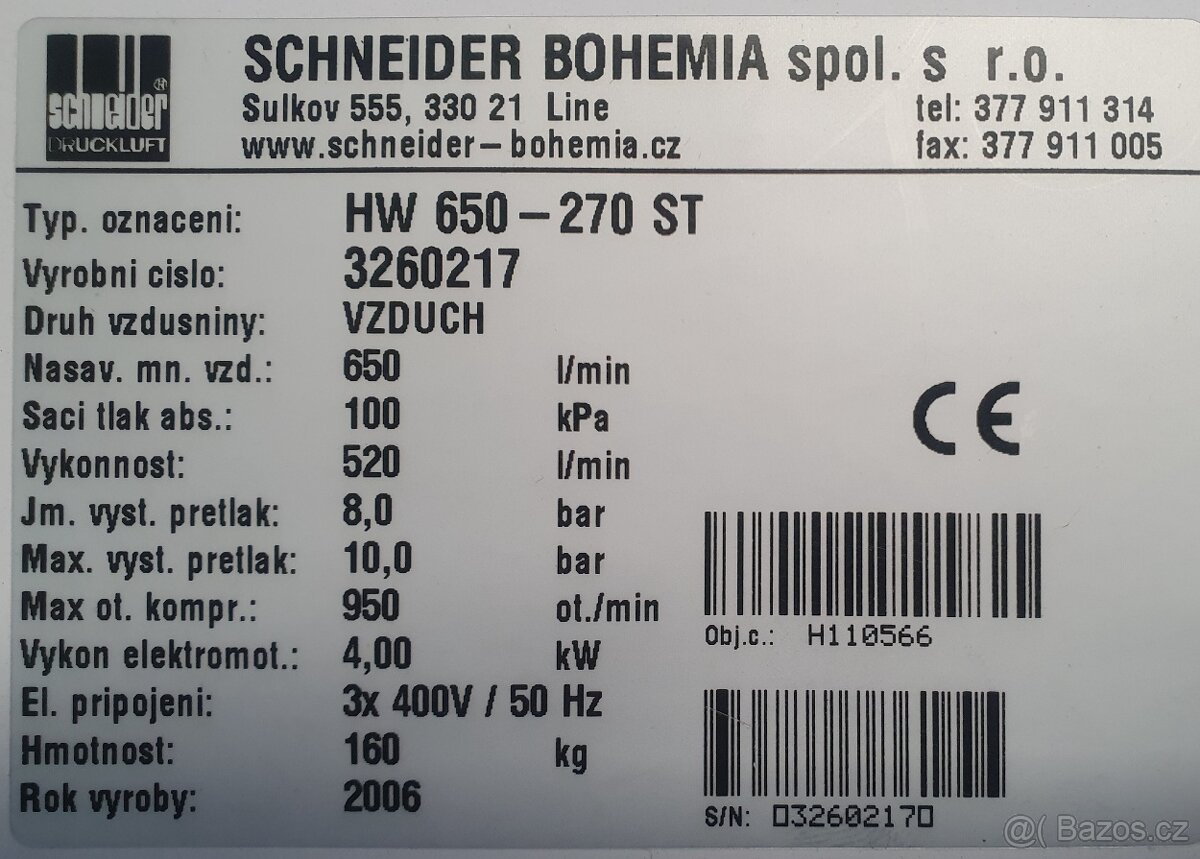 schneider
DRUCKLUFT
SCHNEIDER BOHEMIA spol. s r.o.
Sulkov 555, 330 21 Line
tel: 377 911 314
www.schneider-bohemia.cz
fax: 377 911 005
Typ. oznaceni: HW 650-270 ST
Vyrobni cislo: 3260217
Druh vzdusniny: VZDUCH
Nasav. mn. vzd.: 650 l/min
Saci tlak abs.: 100 kPa
Vykonnost: 520 l/min
Jm. vyst. pretlak: 8,0 bar
Max. vyst. pretlak: 10,0 bar
Max ot. kompr.: 950 ot./min
Vykon elektromot.: 4,00 kW
El. pripojeni: 3x 400V / 50 Hz
Hmotnost: 160 kg
Rok vyroby: 2006
CE
Obj.c.: H110566
S/N: 03260217
@( Bazos.cz